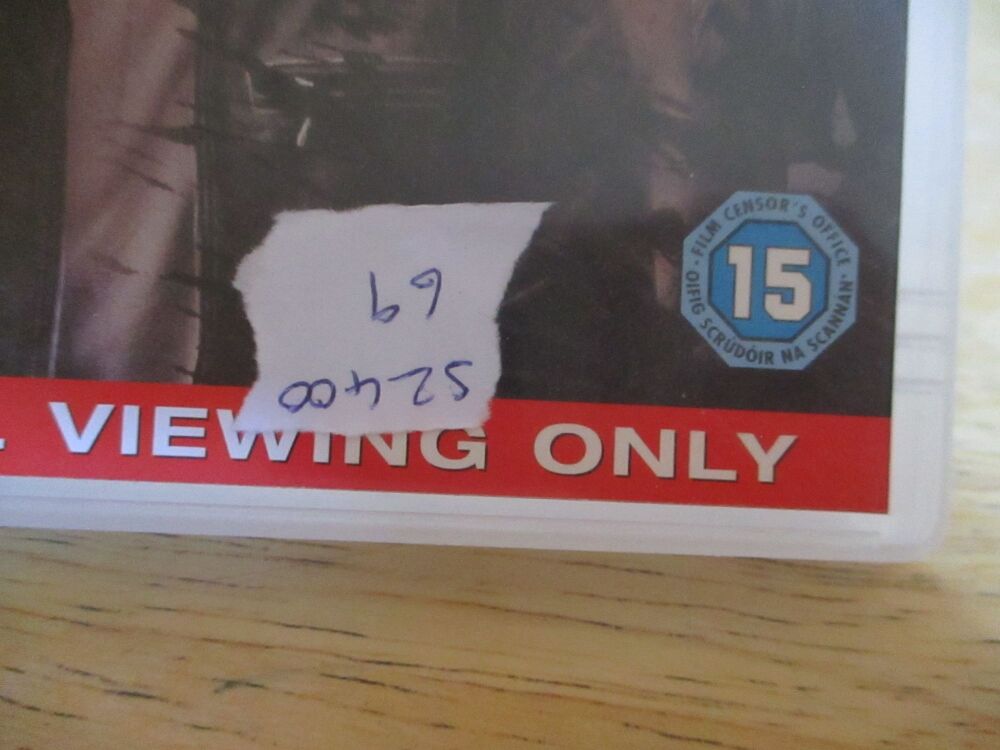 52400
69
FILM CENSOR'S OFFICE
15
OIFIG SCRÚDÓIR NA SCANNÁN
VIEWING ONLY